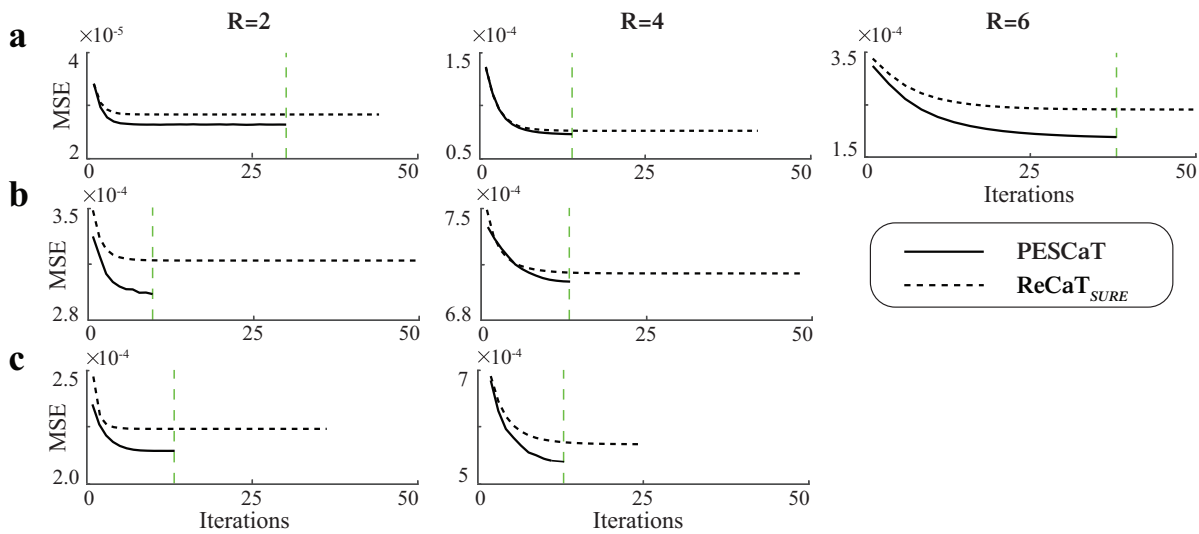 R=2 R=4 R=6
a
×10-5 ×10-4 ×10-4
4 1.5 3.5
MSE
2 0.5 1.5
0 25 50 0 25 50 0 25 50
Iterations
b
×10-4 ×10-4
3.5 7.5
MSE
2.8 6.8
0 25 50 0 25 50
PESCaT
ReCaTSURE
c
×10-4 ×10-4
2.5 7
MSE
2.0 5
0 25 50 0 25 50
Iterations Iterations